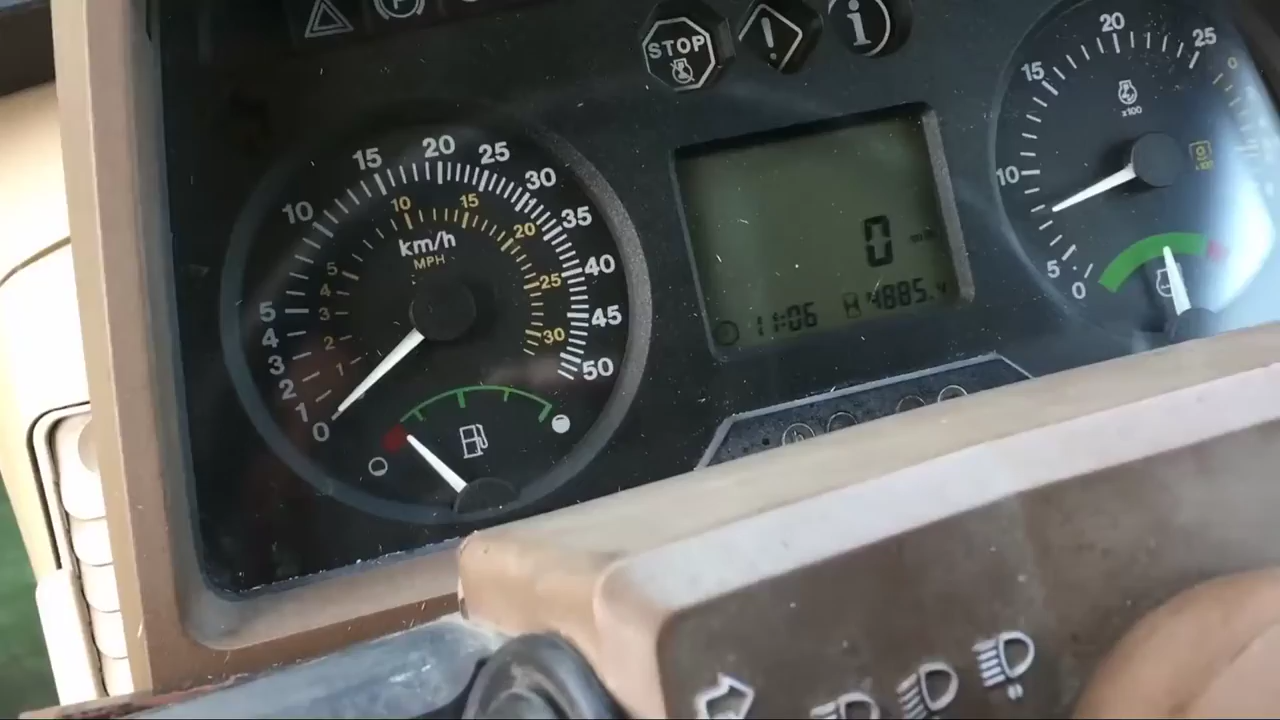 STOP
!
i
0 1 2 3 4 5 10 15 20 25 30 35 40 45 50
km/h
MPH
1 2 3 4 5 10 15 20 25 30
0
11:06
4885.
0 5 10 15 20 25
x100
0
P